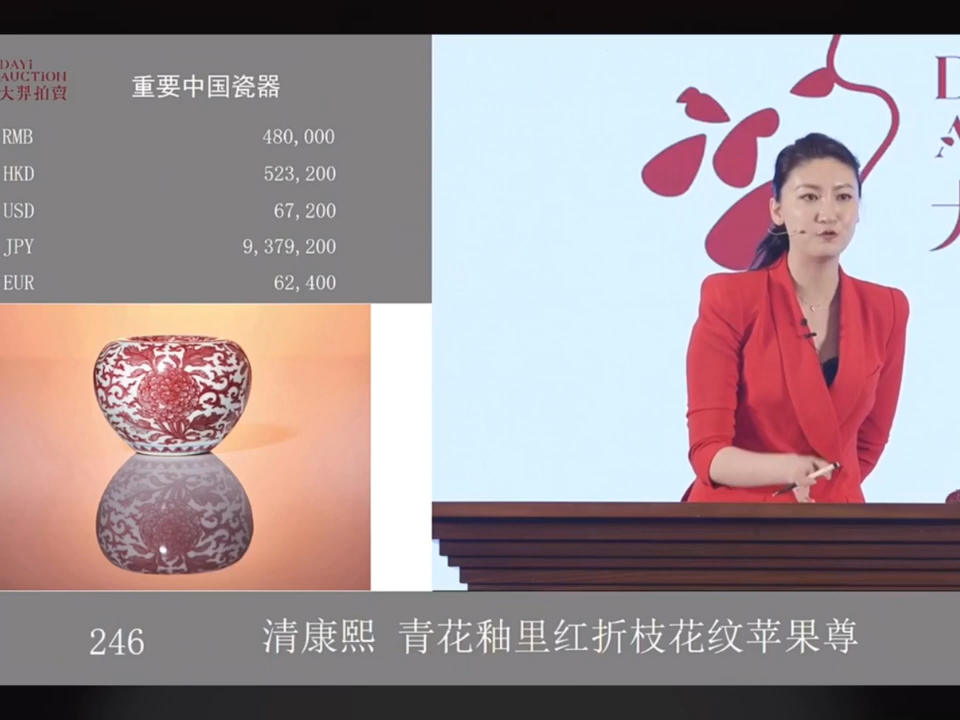 DAYI
AUCTION
大羿拍賣
重要中国瓷器
RMB 480,000
HKD 523,200
USD 67,200
JPY 9,379,200
EUR 62,400
246 清康熙 青花釉里红折枝花纹苹果尊